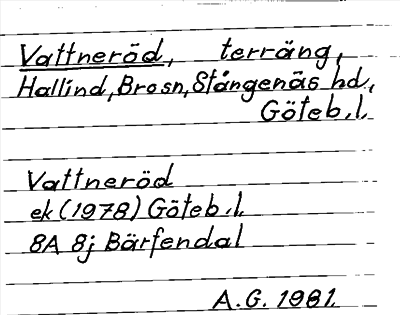 Vattneröd, terräng,
Hallind, Brosn, Stångenäs hd,
Göteb. l.
Vattneröd
ek (1978) Göteb. l.
8A 8j Bärfendal
A.G. 1981.